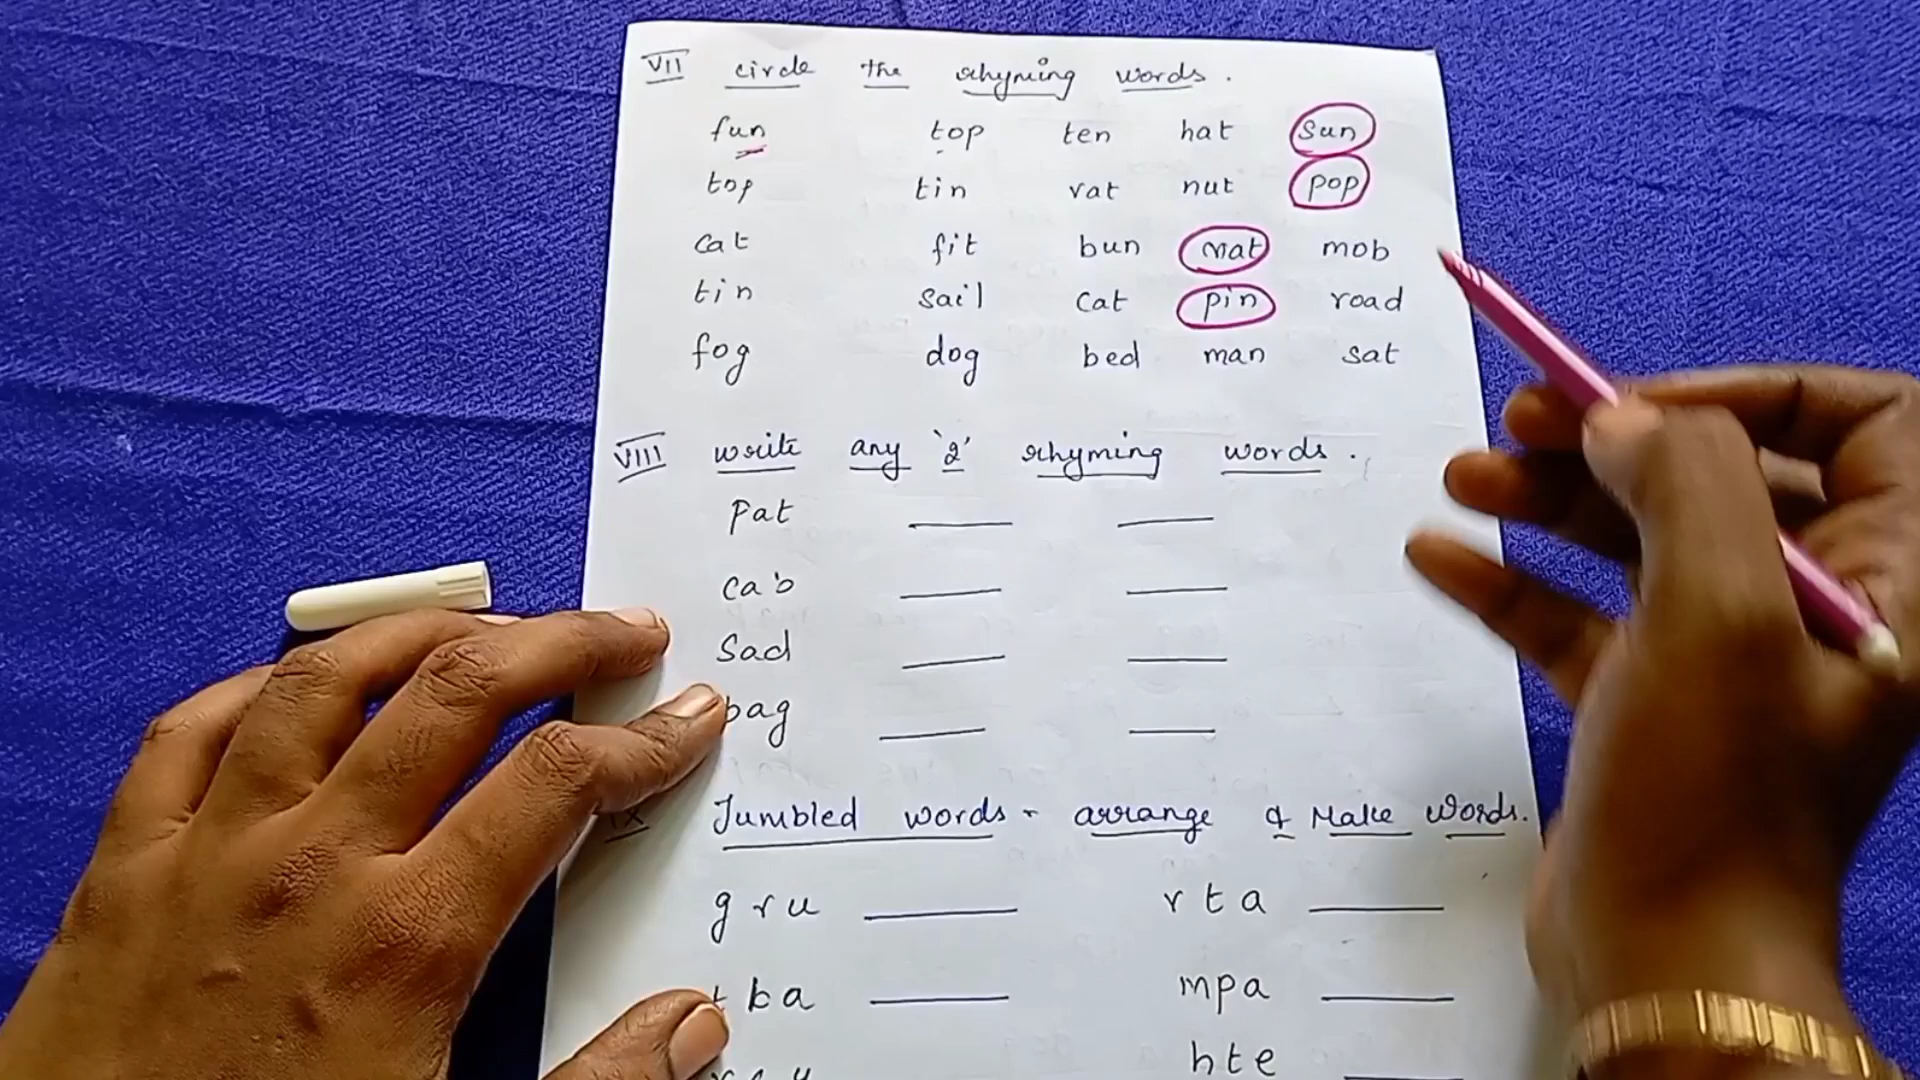 VII circle the rhyming words.
fun top ten hat sun
top tin rat nut pop
cat fit bun mat mob
tin sail cat pin road
fog dog bed man sat
VIII write any '2' rhyming words.
pat
cab
Sad
bag
IX Jumbled words - arrange & Make Words.
g r u r t a
t b a m p a
h t e